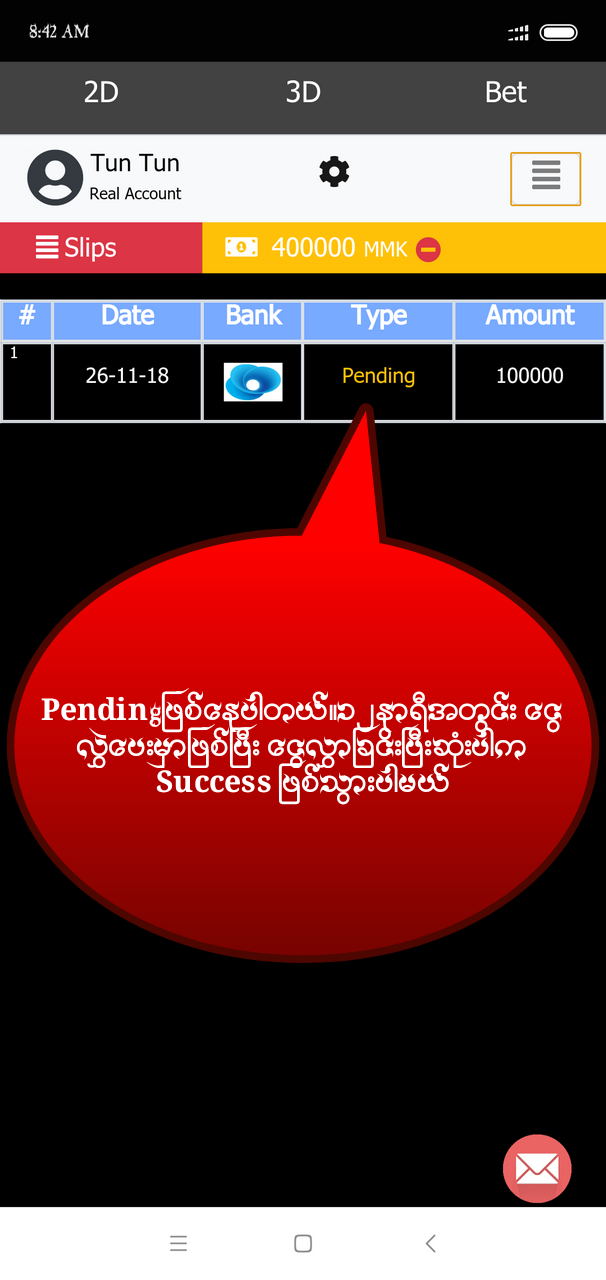 8:42 AM
2D 3D Bet
Tun Tun
Real Account
Slips 400000 MMK
# Date Bank Type Amount
1 26-11-18 Pending 100000
Pendingဖြစ်နေပါတယ်။၁၂နာရီအတွင်း ငွေ
လွှဲပေးမှာဖြစ်ပြီး ငွေလွှာခြင်းပြီးဆုံးပါက
Success ဖြစ်သွားပါမယ်